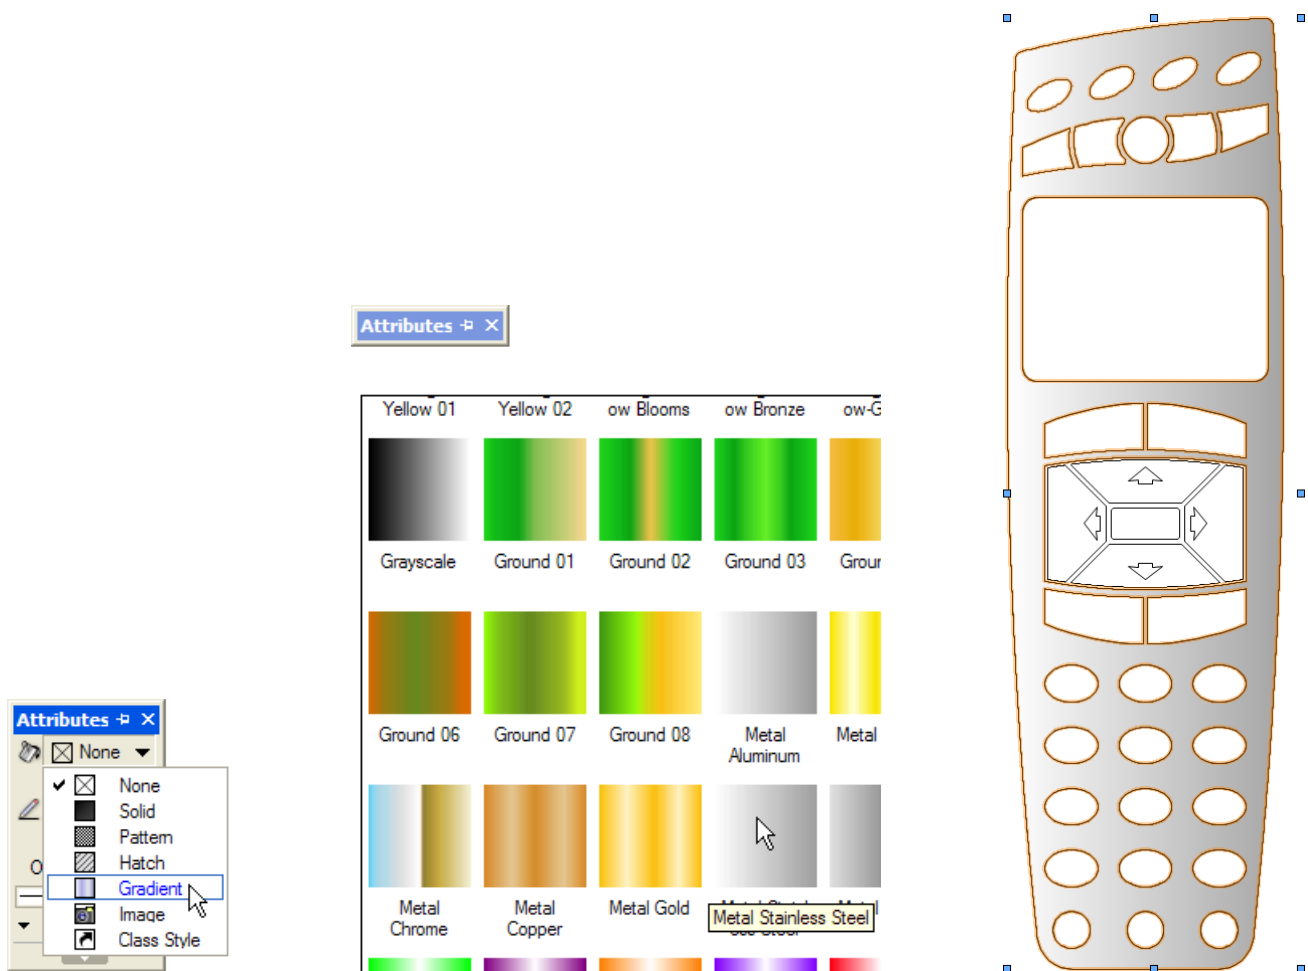 Attributes
None
None
Solid
Pattern
Hatch
Gradient
Image
Class Style
O
Attributes
Yellow 01 Yellow 02 ow Blooms ow Bronze ow-G
Grayscale Ground 01 Ground 02 Ground 03 Groun
Ground 06 Ground 07 Ground 08 Metal Metal
Aluminum
Metal Metal Metal Gold
Chrome Copper
Metal Stainless Steel